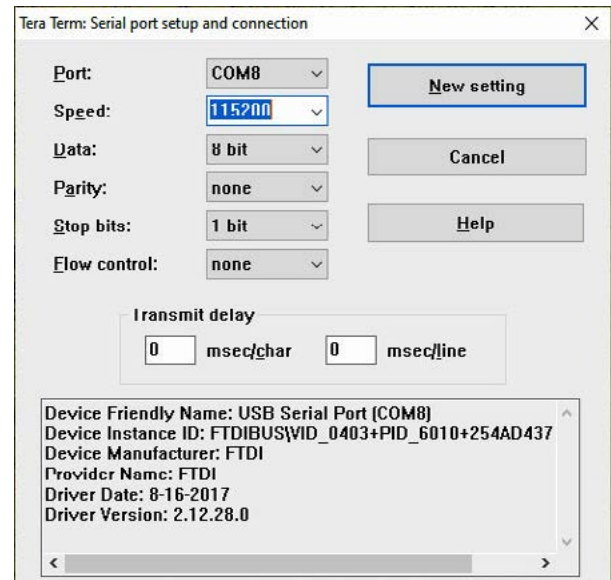 Tera Term: Serial port setup and connection
Port: COM8
New setting
Speed: 115200
Data: 8 bit
Cancel
Parity: none
Stop bits: 1 bit
Help
Flow control: none
Transmit delay
0 msec/char 0 msec/line
Device Friendly Name: USB Serial Port (COM8)
Device Instance ID: FTDIBUS\VID_0403+PID_6010+254AD437
Device Manufacturer: FTDI
Provider Name: FTDI
Driver Date: 8-16-2017
Driver Version: 2.12.28.0